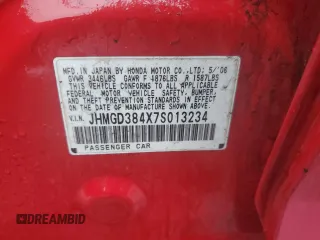 MFD. IN JAPAN BY HONDA MOTOR CO.,LTD. 5/'06
GVWR 3446LBS GAWR F 1876LBS R 1587LBS
THIS VEHICLE CONFORMS TO ALL APPLICABLE
FEDERAL MOTOR VEHICLE SAFETY, BUMPER,
AND THEFT PREVENTION STANDARDS IN EFFECT
ON THE DATE OF MANUFACTURE SHOWN ABOVE.
V.I.N. JHMGD384X7S013234
PASSENGER CAR
DREAMBID